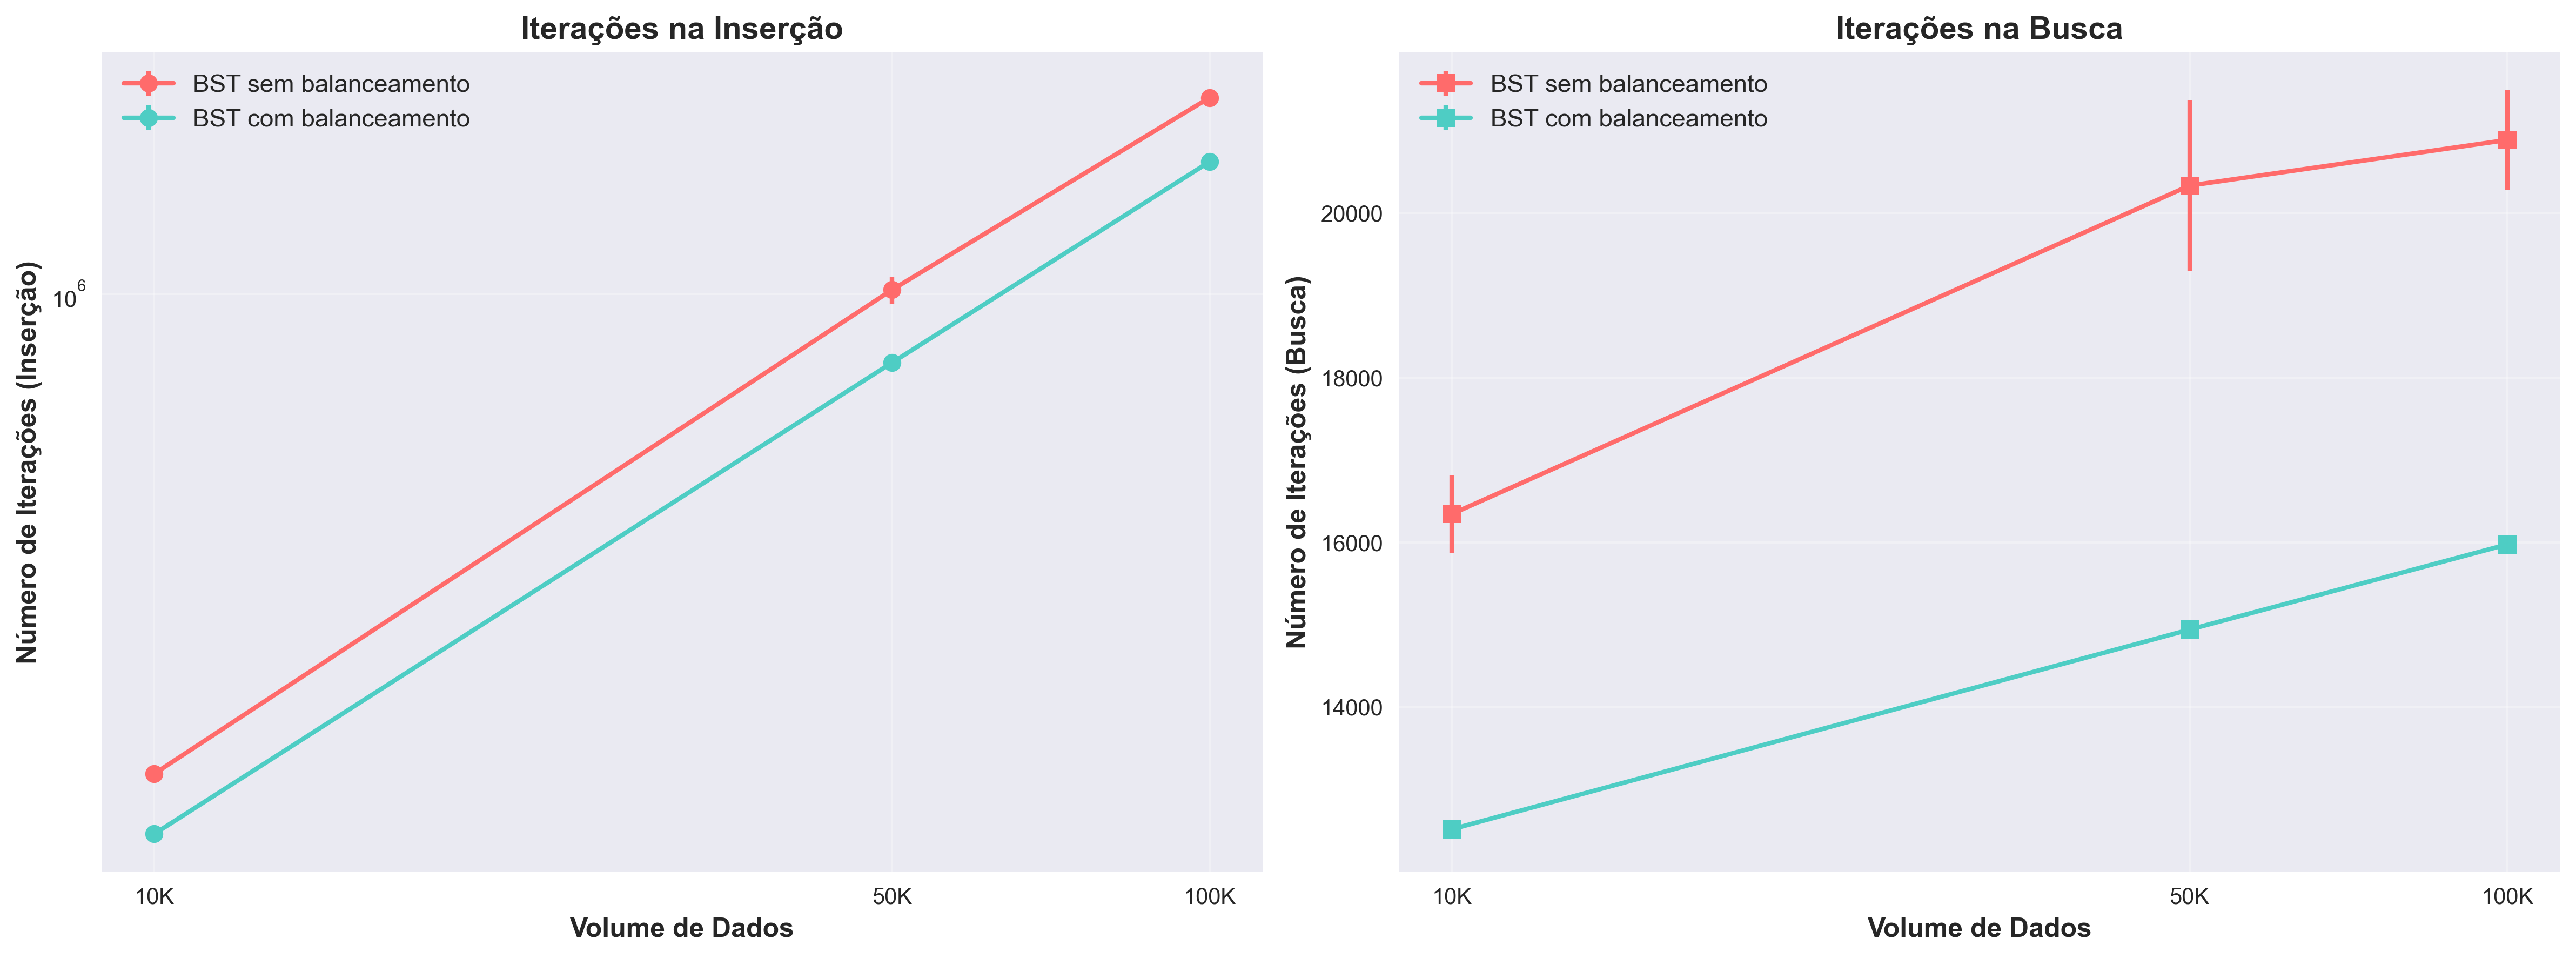 Iterações na Inserção
BST sem balanceamento
BST com balanceamento
Número de Iterações (Inserção)
10^6
10K
50K
100K
Volume de Dados
Iterações na Busca
BST sem balanceamento
BST com balanceamento
Número de Iterações (Busca)
20000
18000
16000
14000
10K
50K
100K
Volume de Dados